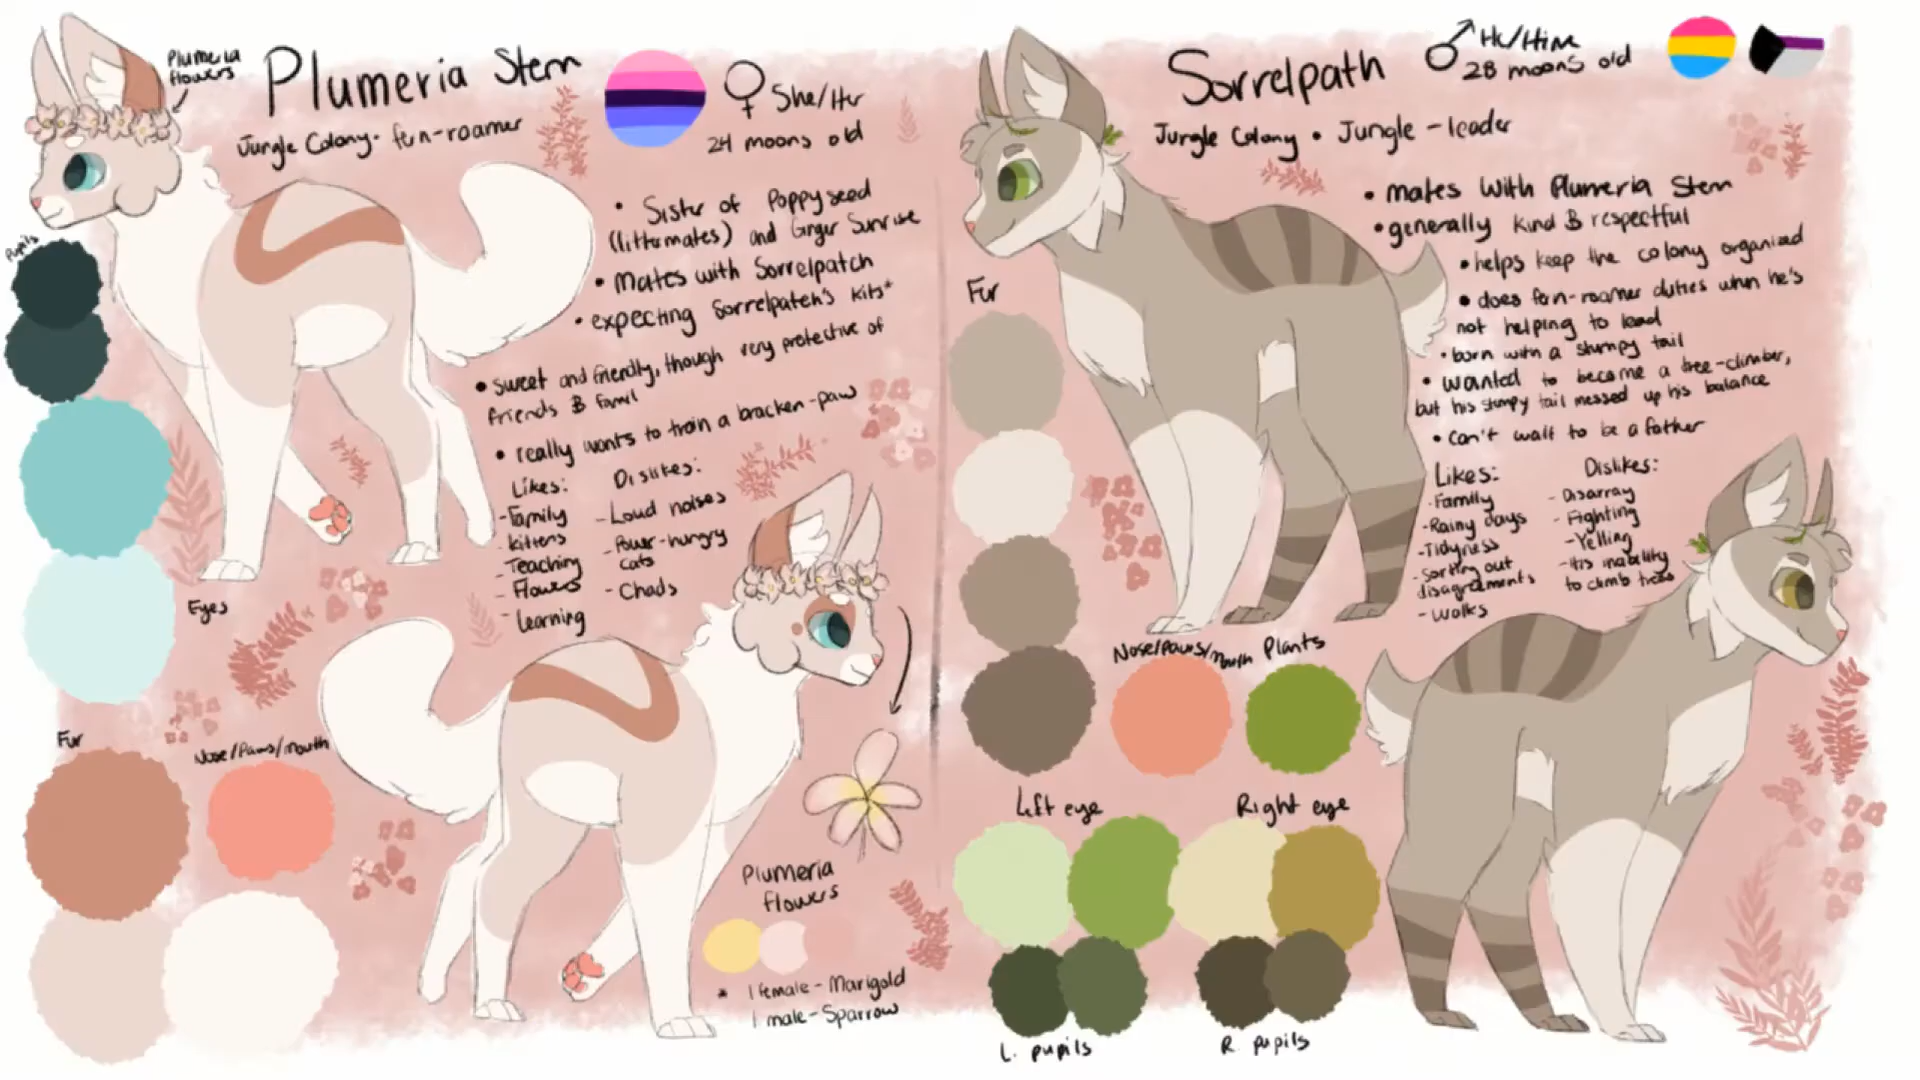 Plumeria flowers
Plumeria Stem
She/Her
24 moons old
Jungle Colony • fern-roamer
• Sister of Poppyseed
(littermates) and Ginger Sunrise
• Mates with Sorrelpatch
• expecting Sorrelpatch's kits*
• sweet and friendly, though very protective of
friends & famil
• really wants to train a bracken-paw
Likes:
- Family
- kittens
- Teaching
- Flowers
- Learning
Dislikes:
- Loud noises
- Power-hungry
cats
- Chads
Pupils
Eyes
Fur
Nose/Paws/Mouth
Plumeria
flowers
* 1 female - Marigold
1 male - Sparrow
Sorrelpath
He/Him
28 moons old
Jungle Colony • Jungle-leader
• mates with Plumeria Stem
• generally kind & respectful
• helps keep the colony organized
• does fern-roamer duties when he's
not helping to lead
• born with a stumpy tail
• wanted to become a tree-climber,
but his stumpy tail messed up his balance
• can't wait to be a father
Likes:
- Family
- Rainy days
- Tidyness
- Sorting out
disagreements
- Walks
Dislikes:
- Disarray
- Fighting
- Yelling
- His inability
to climb trees
Fur
Nose/paws/mouth
Plants
Left eye
Right eye
L. pupils
R. pupils